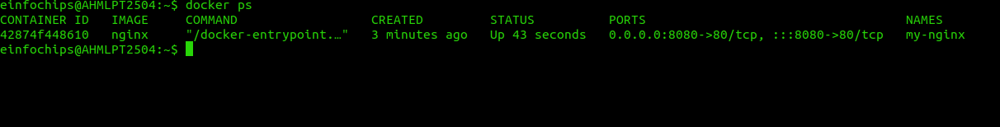 einfochips@AHMLPT2504:~$ docker ps
CONTAINER ID   IMAGE     COMMAND                  CREATED         STATUS          PORTS                                   NAMES
42874f448610   nginx     "/docker-entrypoint.…"   3 minutes ago   Up 43 seconds   0.0.0.0:8080->80/tcp, :::8080->80/tcp   my-nginx
einfochips@AHMLPT2504:~$